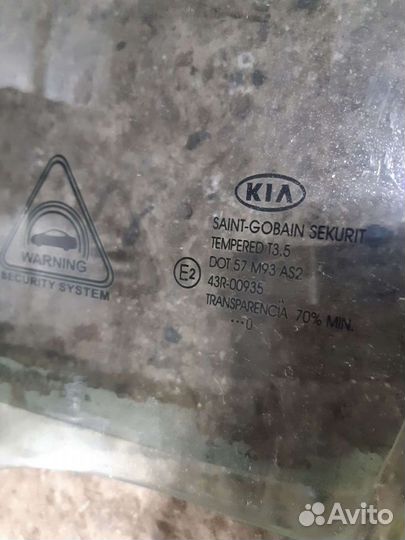 KIA
SAINT-GOBAIN SEKURIT
TEMPERED T3.5
DOT 57 M93 AS2
E2
43R-00935
TRANSPARENCIA 70% MIN.
···0
WARNING
SECURITY SYSTEM
Avito